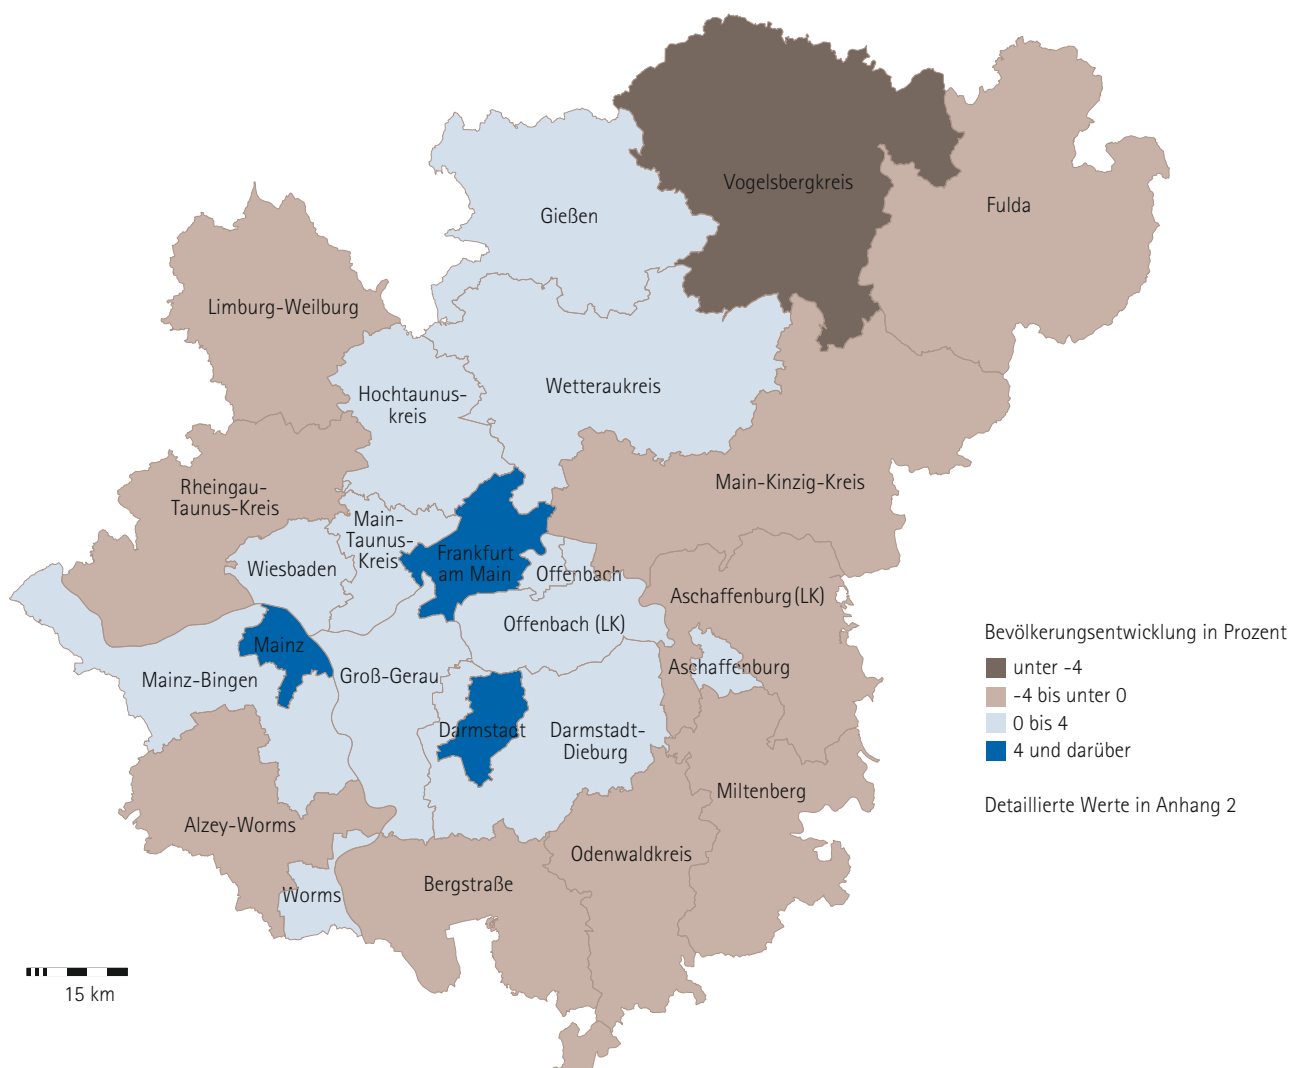 Vogelsbergkreis
Fulda
Gießen
Limburg-Weilburg
Wetteraukreis
Hochtaunus-
kreis
Main-Kinzig-Kreis
Rheingau-
Taunus-Kreis
Main-
Taunus-
Kreis
Frankfurt
am Main
Wiesbaden
Offenbach
Aschaffenburg (LK)
Offenbach (LK)
Mainz
Aschaffenburg
Mainz-Bingen
Groß-Gerau
Darmstadt
Darmstadt-
Dieburg
Miltenberg
Alzey-Worms
Odenwaldkreis
Bergstraße
Worms
Bevölkerungsentwicklung in Prozent
unter -4
-4 bis unter 0
0 bis 4
4 und darüber
Detaillierte Werte in Anhang 2
15 km